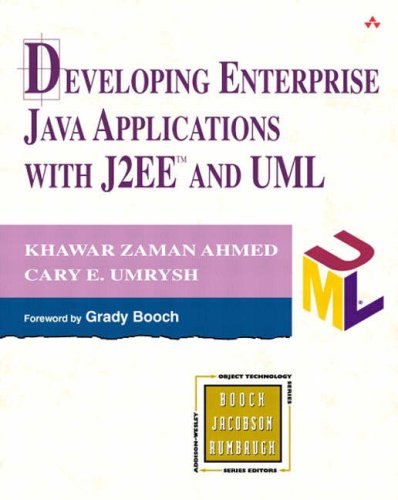 DEVELOPING ENTERPRISE
JAVA APPLICATIONS
WITH J2EE™ AND UML
KHAWAR ZAMAN AHMED
CARY E. UMRYSH
Foreword by Grady Booch
UML
OBJECT TECHNOLOGY
SERIES
BOOCH
JACOBSON
RUMBAUGH
ADDISON-WESLEY
SERIES EDITORS